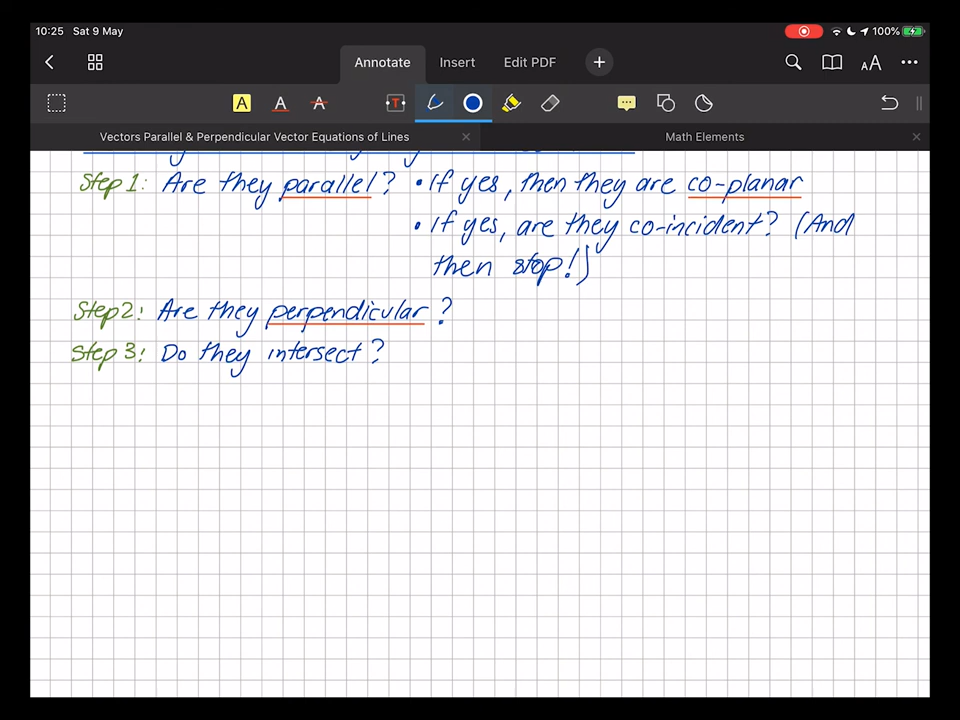 10:25 Sat 9 May
100%
Annotate Insert Edit PDF
A A A T AA
Vectors Parallel & Perpendicular Vector Equations of Lines
Math Elements
Step 1: Are they parallel? • If yes, then they are co-planar
• If yes, are they co-incident? (And
then stop!)
Step 2: Are they perpendicular?
Step 3: Do they intersect?